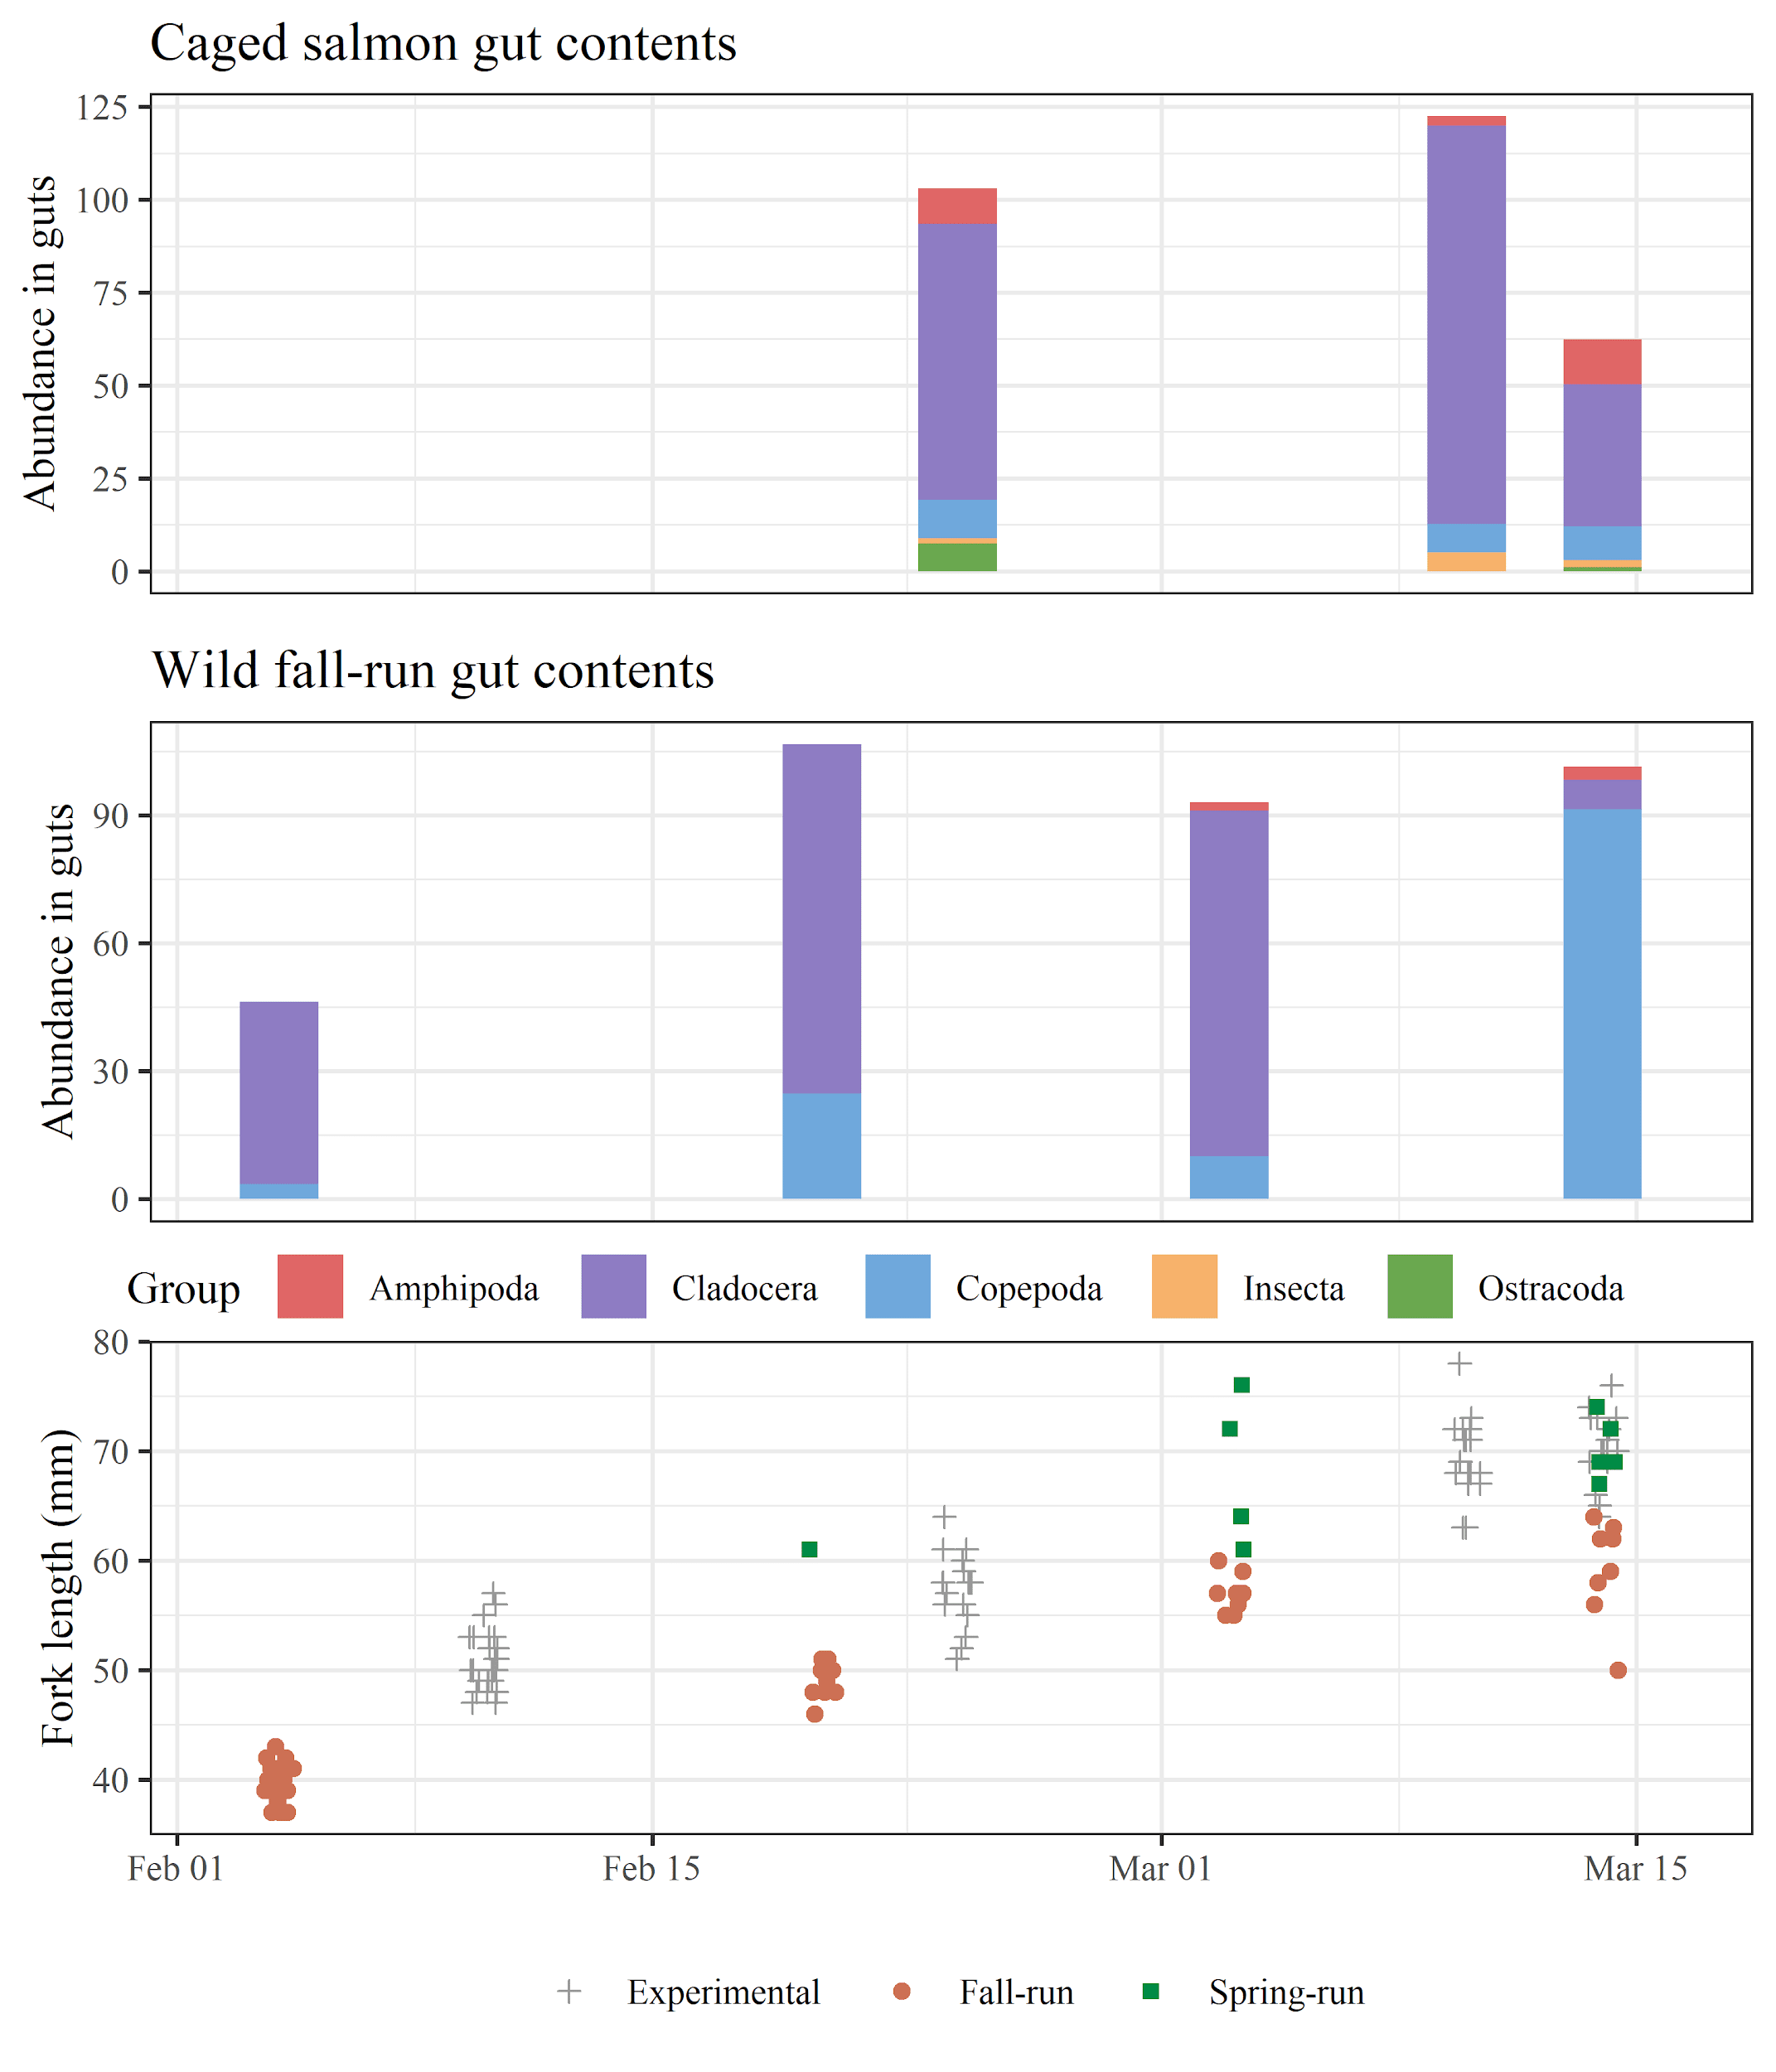 Caged salmon gut contents
Abundance in guts
125
100
75
50
25
0
Wild fall-run gut contents
Abundance in guts
90
60
30
0
Group Amphipoda Cladocera Copepoda Insecta Ostracoda
Fork length (mm)
80
70
60
50
40
Feb 01 Feb 15 Mar 01 Mar 15
Experimental Fall-run Spring-run